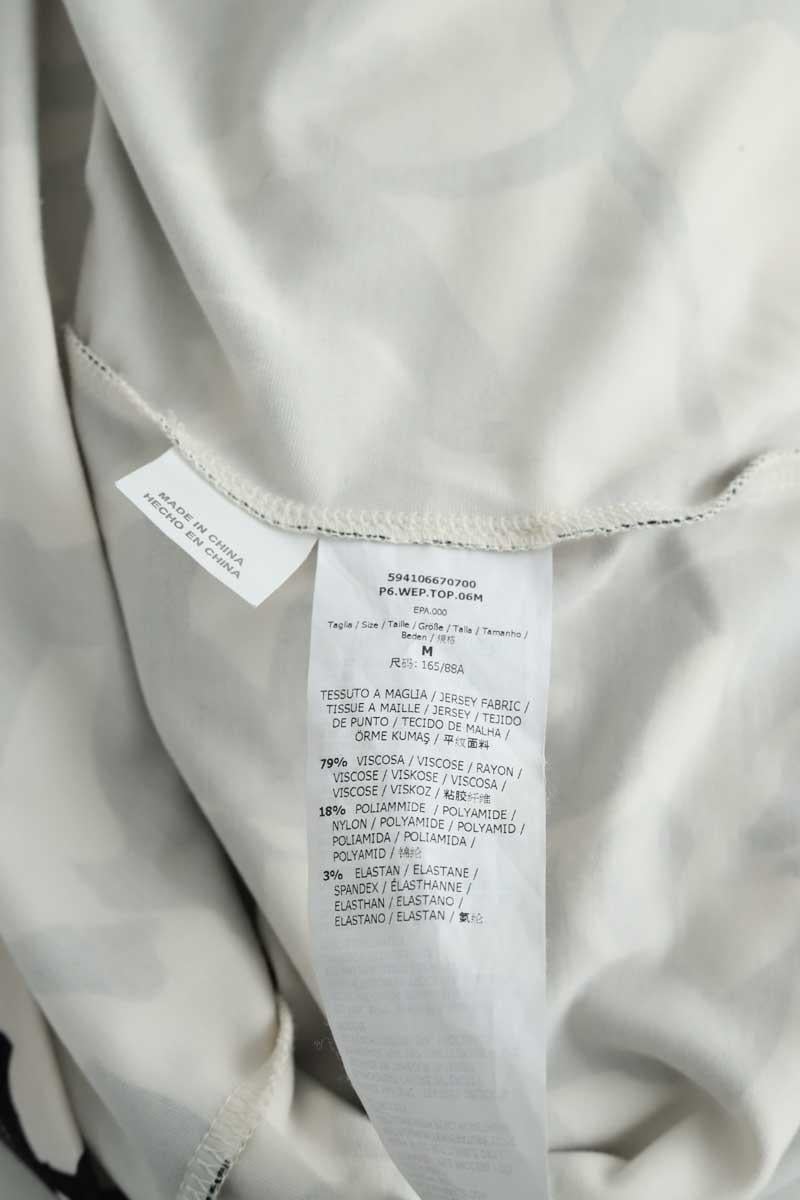 MADE IN CHINA
HECHO EN CHINA
594106670700
P6.WEP.TOP.06M
EPA.000
Taglia / Size / Taille / Größe / Talla / Tamanho /
Beden / 規格
M
尺码: 165/88A
TESSUTO A MAGLIA / JERSEY FABRIC /
TISSUE A MAILLE / JERSEY / TEJIDO
DE PUNTO / TECIDO DE MALHA /
ÖRME KUMAŞ / 平纹面料
79% VISCOSA / VISCOSE / RAYON /
VISCOSE / VISKOSE / VISCOSA /
VISCOSE / VISKOZ / 粘胶纤维
18% POLIAMMIDE / POLYAMIDE /
NYLON / POLYAMIDE / POLYAMID /
POLIAMIDA / POLIAMIDA /
POLYAMID / 锦纶
3% ELASTAN / ELASTANE /
SPANDEX / ÉLASTHANNE /
ELASTHAN / ELASTANO /
ELASTANO / ELASTAN / 氨纶